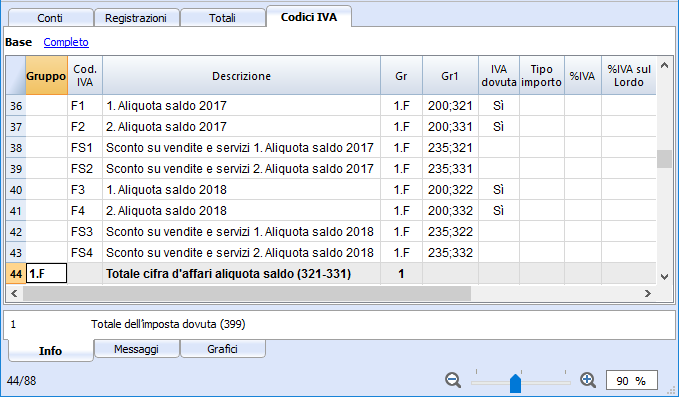 Conti Registrazioni Totali Codici IVA
Base Completo
Gruppo Cod. IVA Descrizione Gr Gr1 IVA dovuta Tipo importo %IVA %IVA sul Lordo
36 F1 1. Aliquota saldo 2017 1.F 200;321 Sì
37 F2 2. Aliquota saldo 2017 1.F 200;331 Sì
38 FS1 Sconto su vendite e servizi 1. Aliquota saldo 2017 1.F 235;321
39 FS2 Sconto su vendite e servizi 2. Aliquota saldo 2017 1.F 235;331
40 F3 1. Aliquota saldo 2018 1.F 200;322 Sì
41 F4 2. Aliquota saldo 2018 1.F 200;332 Sì
42 FS3 Sconto su vendite e servizi 1. Aliquota saldo 2018 1.F 235;322
43 FS4 Sconto su vendite e servizi 2. Aliquota saldo 2018 1.F 235;332
44 1.F Totale cifra d'affari aliquota saldo (321-331) 1
1 Totale dell'imposta dovuta (399)
Info Messaggi Grafici
44/88 90 %